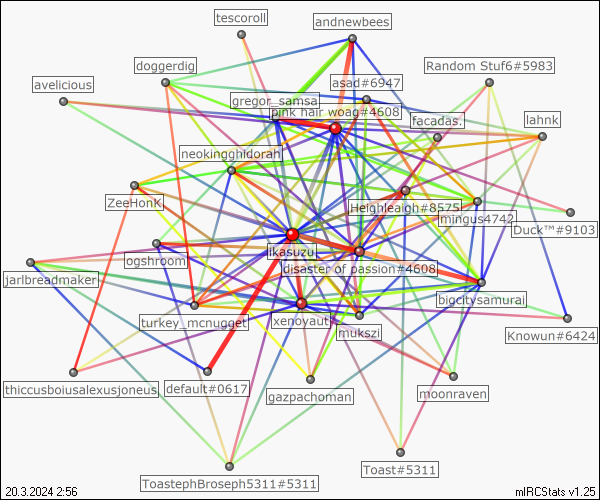 tescoroll
andnewbees
doggerdig
Random Stuf6#5983
asad#6947
avelicious
gregor_samsa
pink hair woag#4608
facadas.
lahnk
neokingghidorah
ZeeHonk
Heighleigh#8575
mingus4742
Duck™#9103
ikasuzu
ogshroom
disaster of passion#4608
jarlbreadmaker
bigcitysamurai
turkey_mcnugget
xenoyaut
mukszi
Knowun#6424
thiccusboiusalexusjoneus
default#0617
gazpachoman
moonraven
Toast#5311
ToastephBroseph5311#5311
20.3.2024 2:56
mIRCStats v1.25